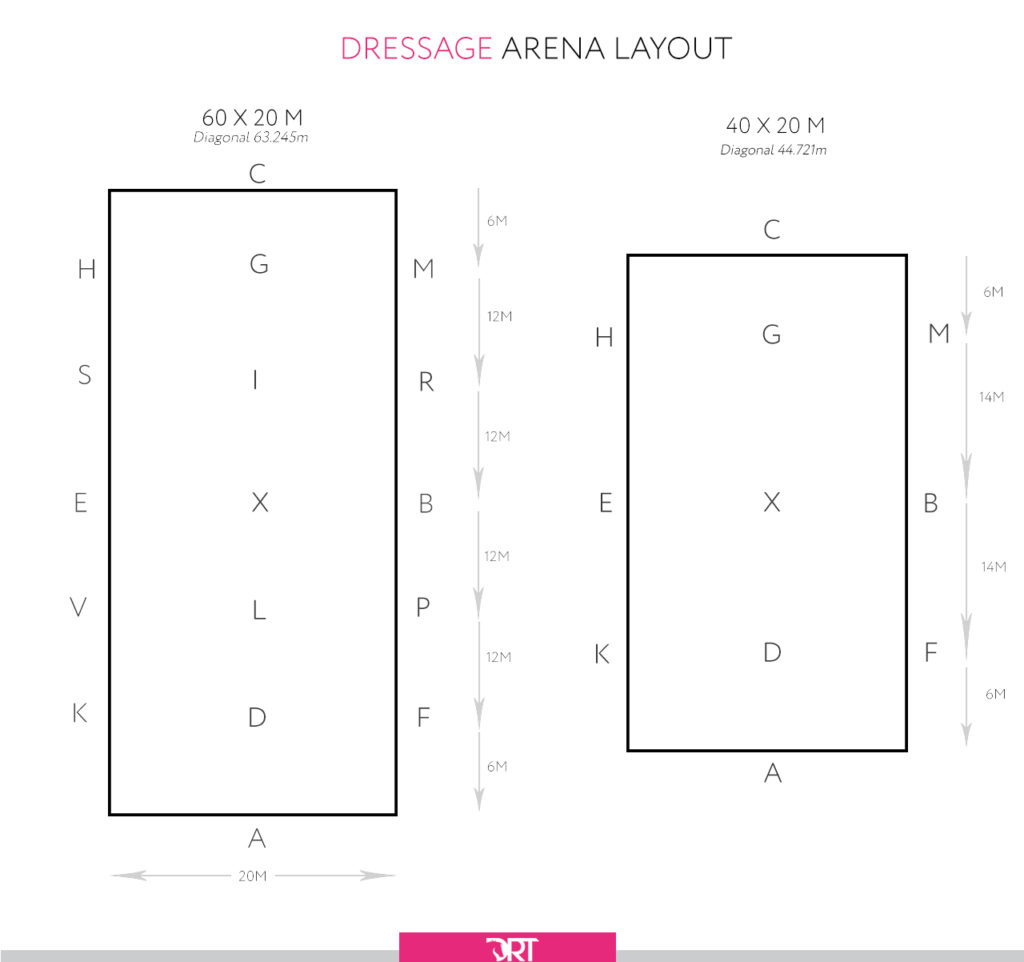 DRESSAGE ARENA LAYOUT
60 X 20 M
Diagonal 63.245m
C
6M
H G M
12M
S I R
12M
E X B
12M
V L P
12M
K D F
6M
A
20M
40 X 20 M
Diagonal 44.721m
C
6M
H G M
14M
E X B
14M
K D F
6M
A
DRT